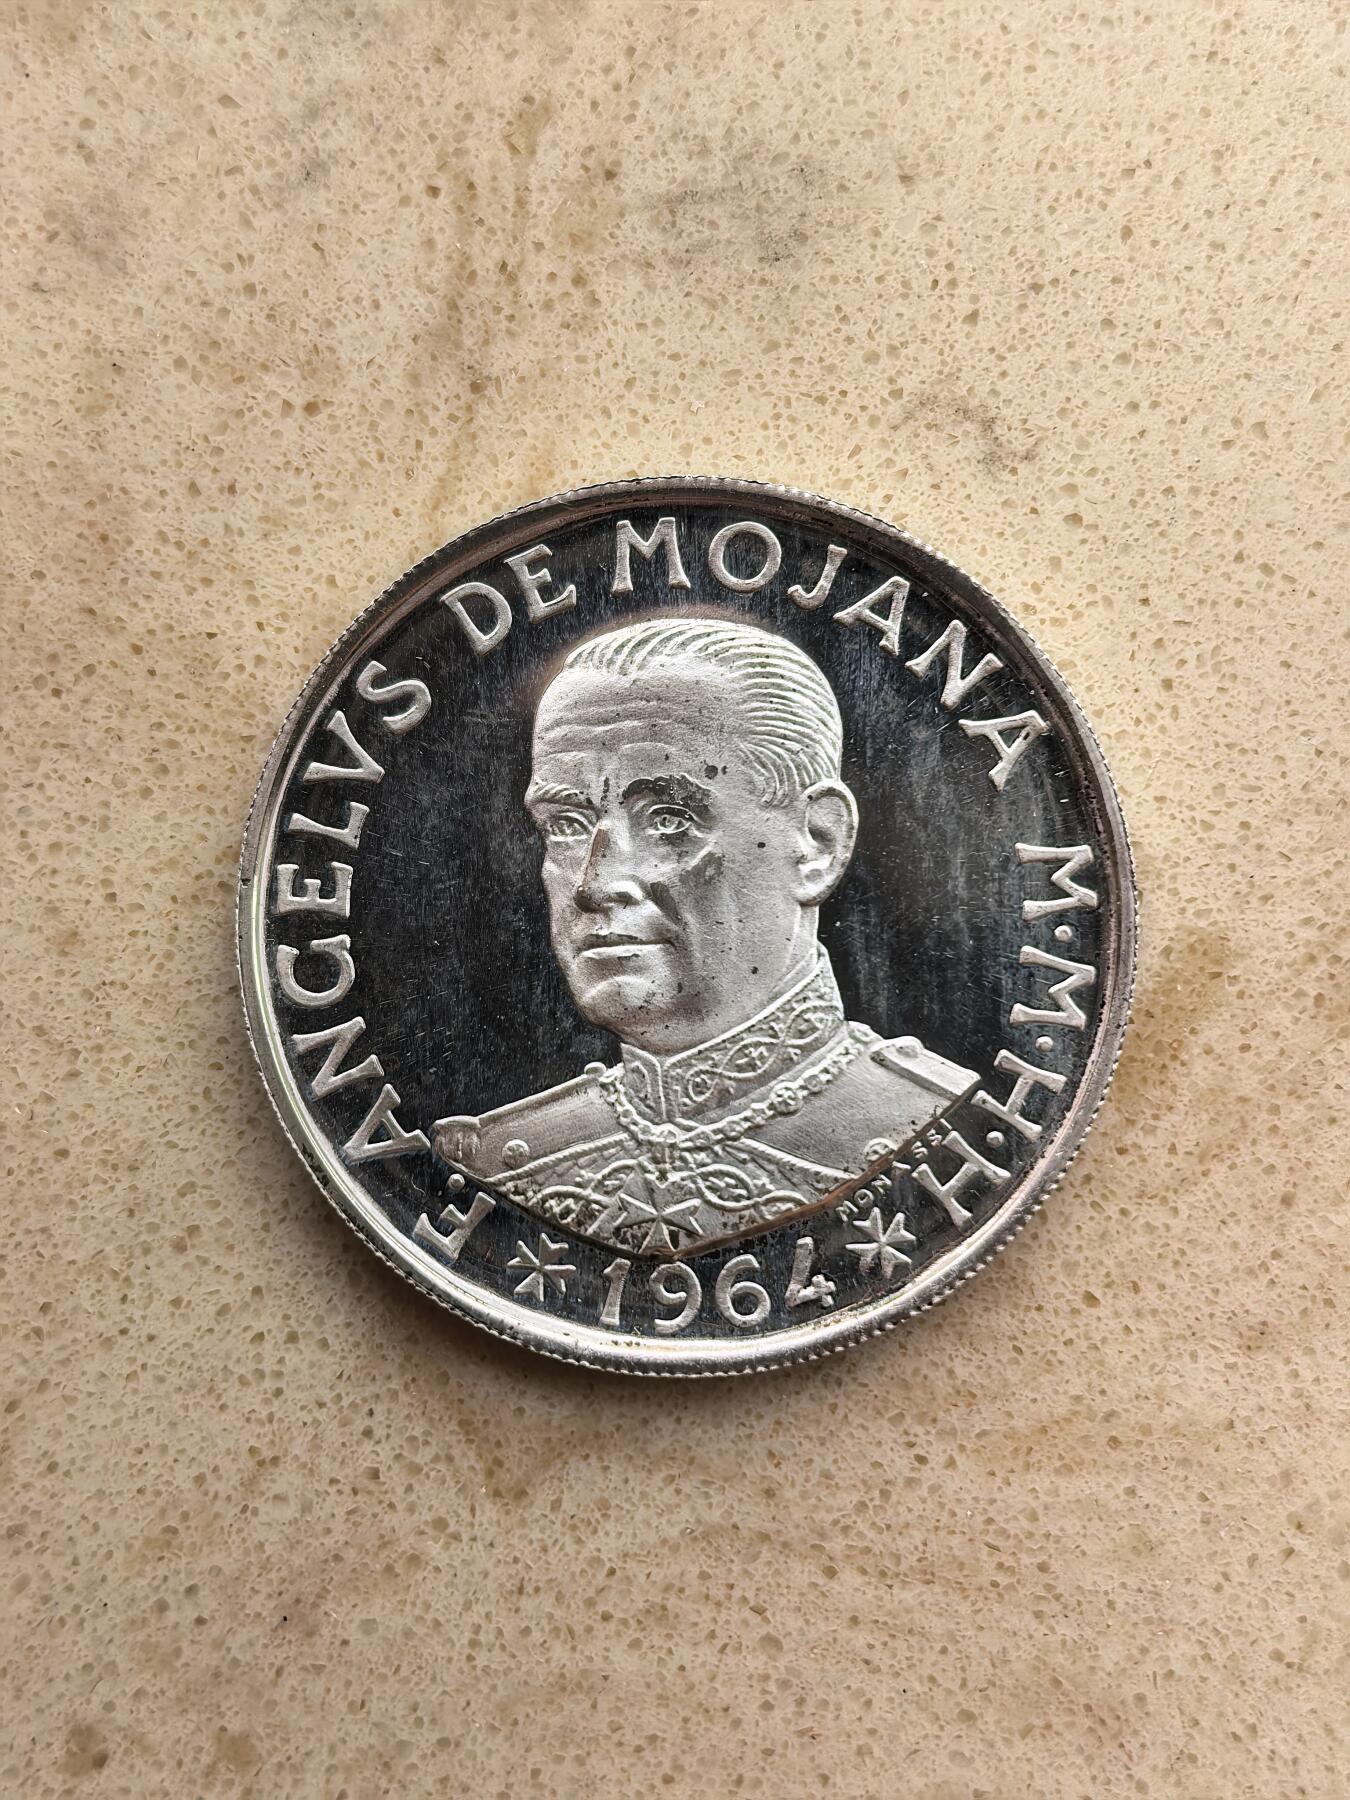 F. ANGELVS DE MOJANA M·M·H·H·
1964
MONASSI